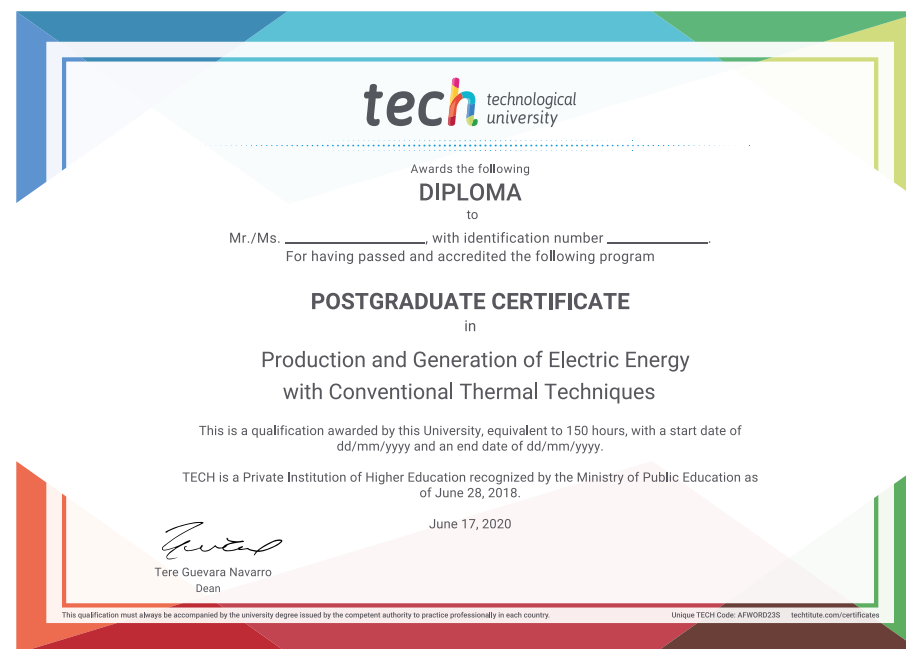 tech technological
university
Awards the following
DIPLOMA
to
Mr./Ms. ____________________, with identification number ______________.
For having passed and accredited the following program
POSTGRADUATE CERTIFICATE
in
Production and Generation of Electric Energy
with Conventional Thermal Techniques
This is a qualification awarded by this University, equivalent to 150 hours, with a start date of
dd/mm/yyyy and an end date of dd/mm/yyyy.
TECH is a Private Institution of Higher Education recognized by the Ministry of Public Education as
of June 28, 2018.
June 17, 2020
Tere Guevara Navarro
Dean
This qualification must always be accompanied by the university degree issued by the competent authority to practice professionally in each country. Unique TECH Code: AFWORD23S techtitute.com/certificates